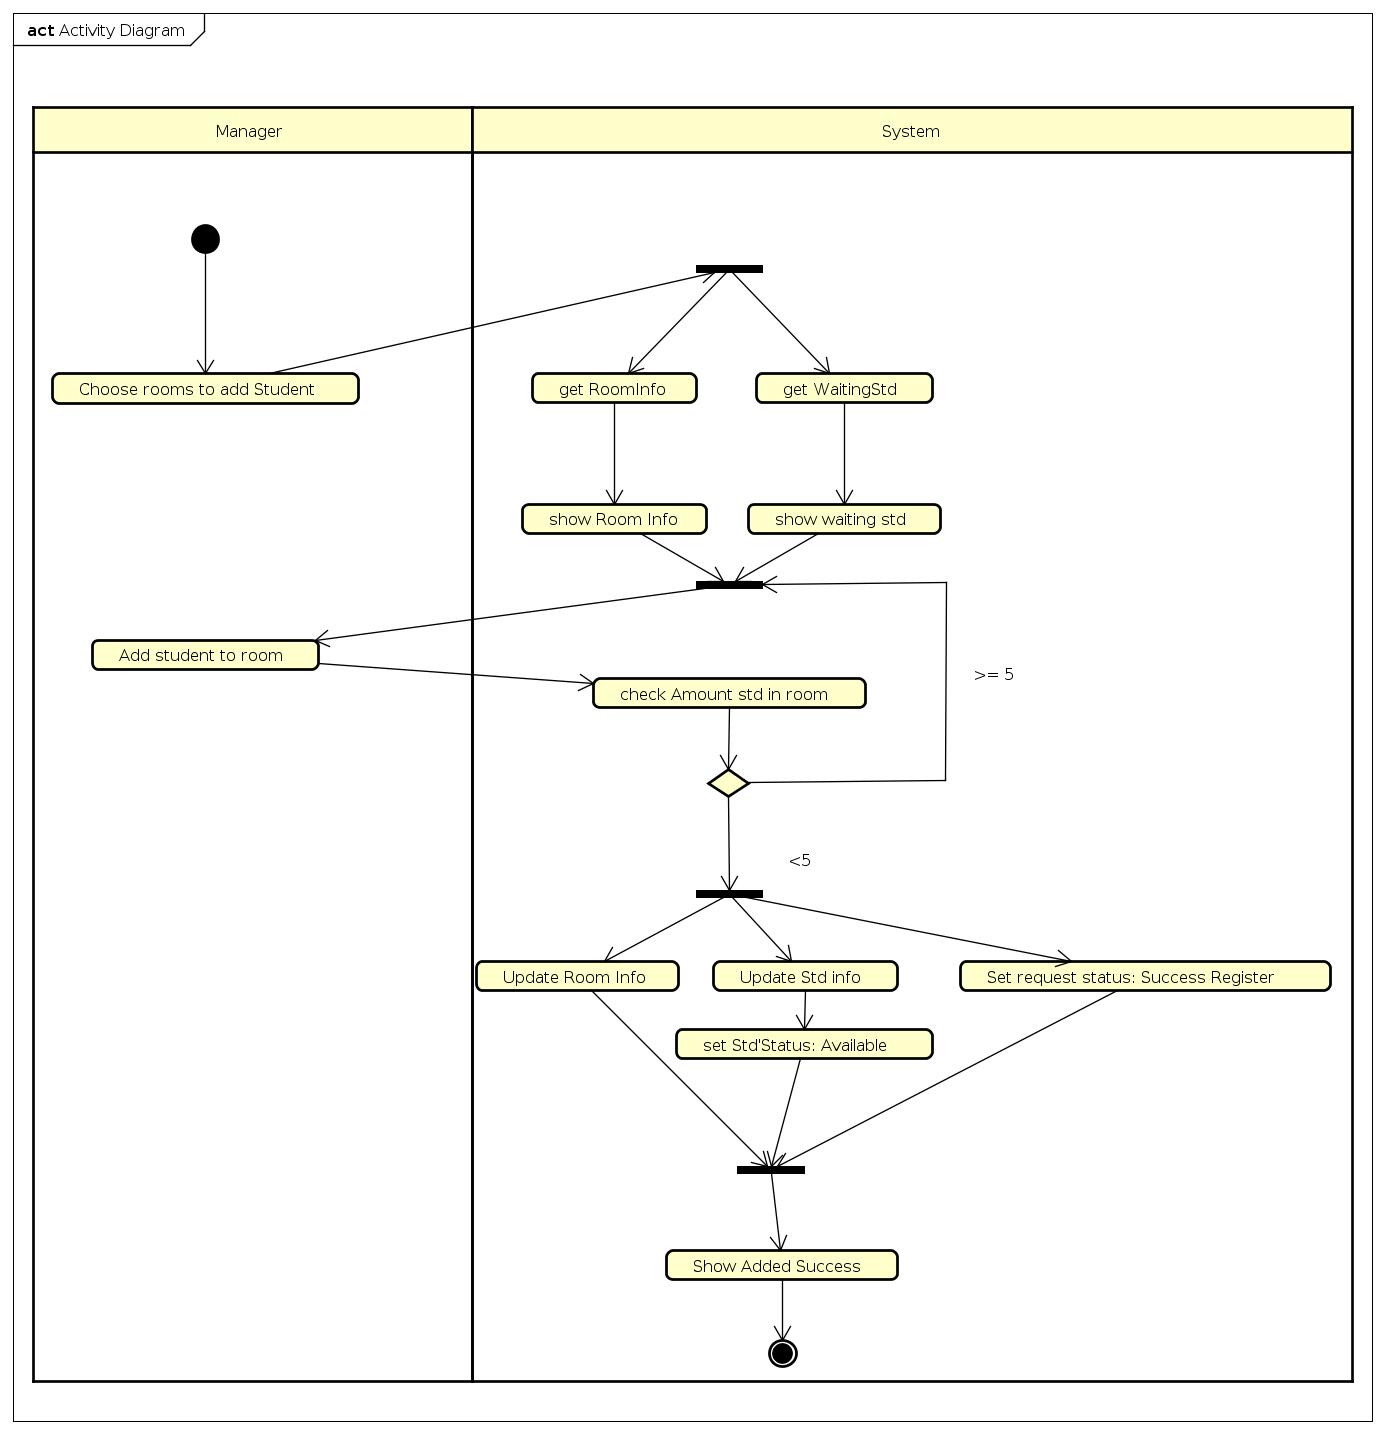 act Activity Diagram
Manager
System
Choose rooms to add Student
get RoomInfo
get WaitingStd
show Room Info
show waiting std
Add student to room
>= 5
check Amount std in room
<5
Update Room Info
Update Std info
Set request status: Success Register
set Std'Status: Available
Show Added Success